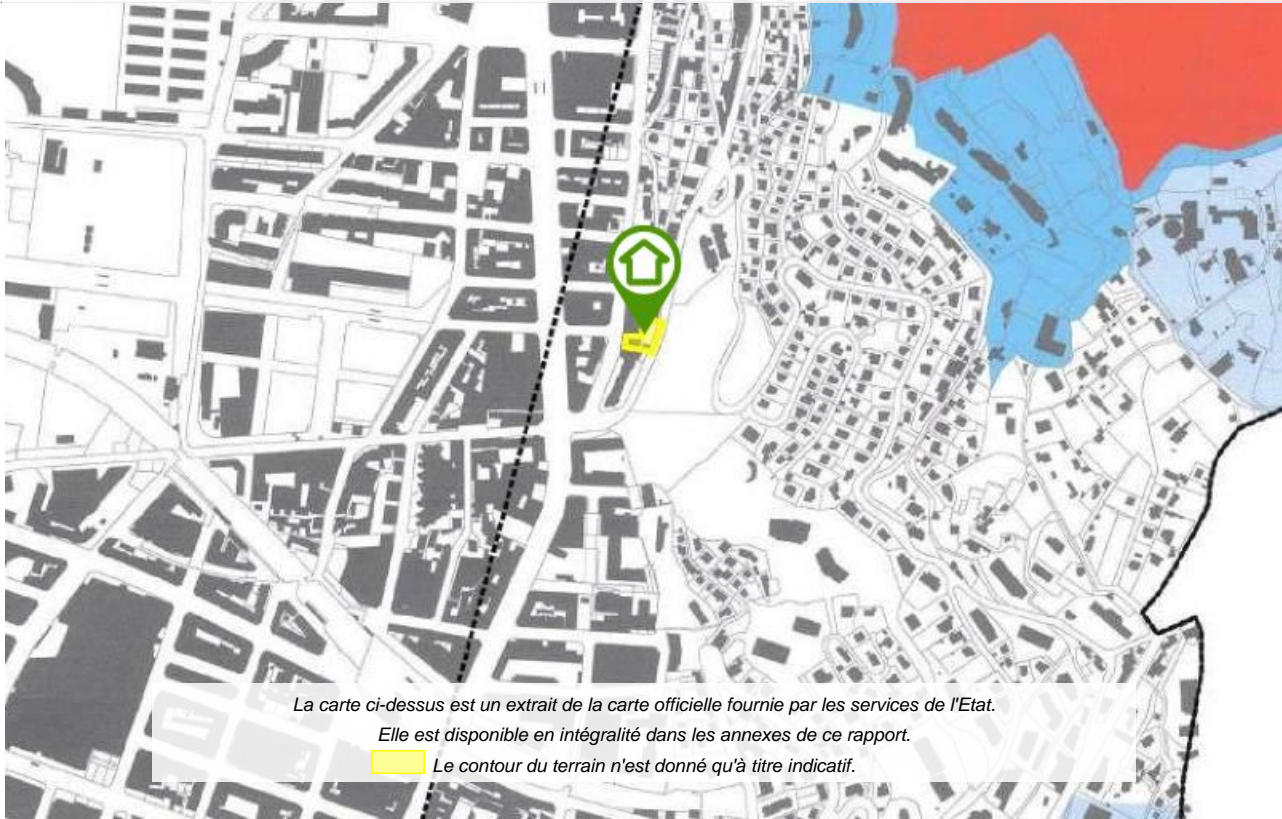 La carte ci-dessus est un extrait de la carte officielle fournie par les services de l'Etat.
Elle est disponible en intégralité dans les annexes de ce rapport.
Le contour du terrain n'est donné qu'à titre indicatif.